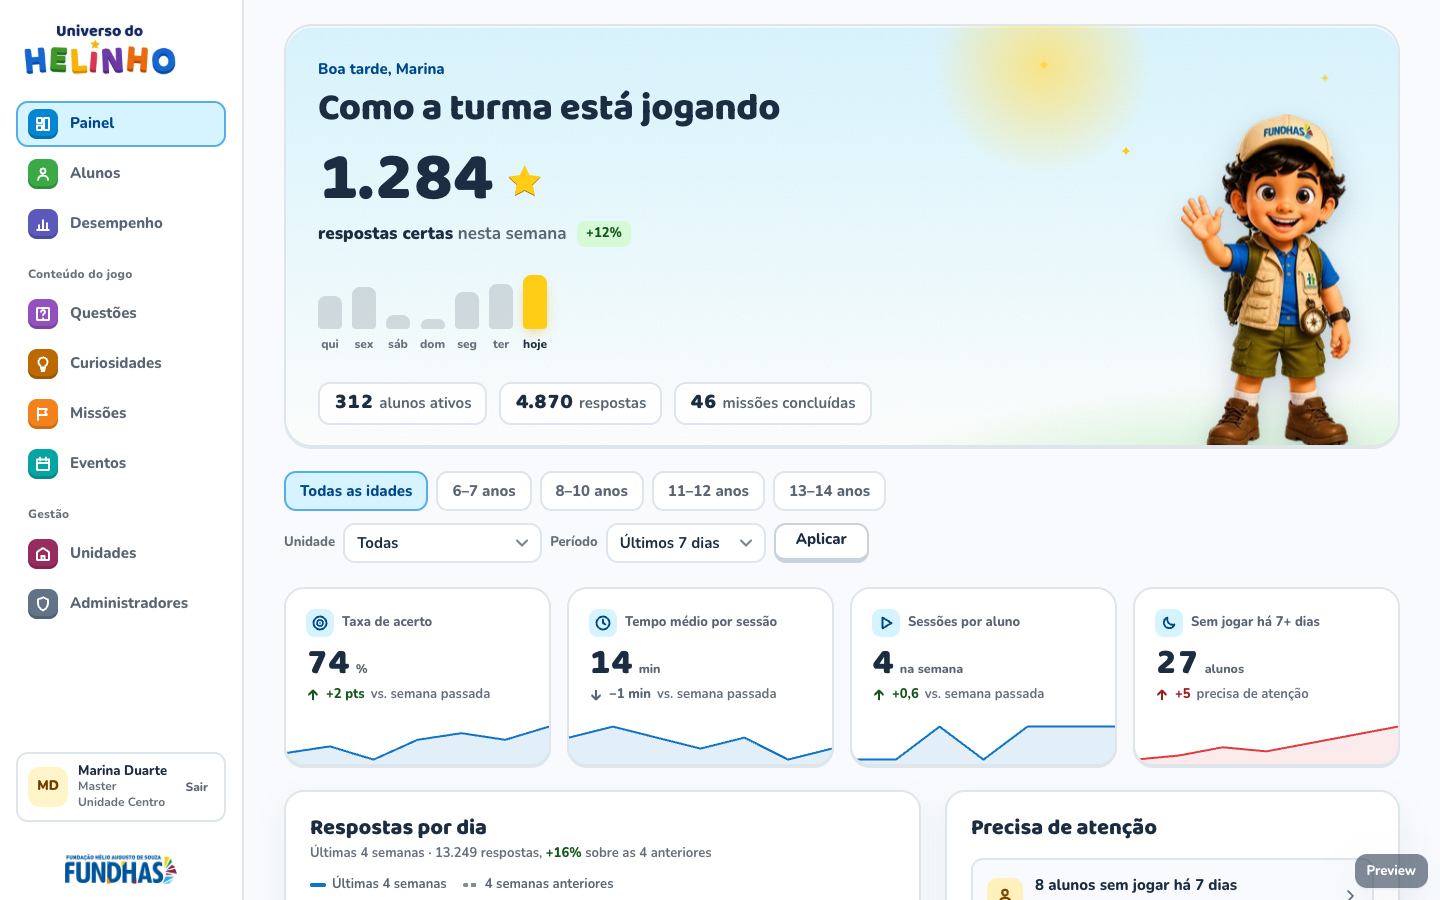 Universo do
HELINHO
Painel
Alunos
Desempenho
Conteúdo do jogo
Questões
Curiosidades
Missões
Eventos
Gestão
Unidades
Administradores
MD
Marina Duarte
Master
Unidade Centro
Sair
FUNDAÇÃO HÉLIO AUGUSTO DE SOUZA
FUNDHAS
Boa tarde, Marina
Como a turma está jogando
1.284
respostas certas nesta semana +12%
qui sex sáb dom seg ter hoje
312 alunos ativos
4.870 respostas
46 missões concluídas
FUNDHAS
Todas as idades
6–7 anos
8–10 anos
11–12 anos
13–14 anos
Unidade Todas
Período Últimos 7 dias
Aplicar
Taxa de acerto
74 %
+2 pts vs. semana passada
Tempo médio por sessão
14 min
−1 min vs. semana passada
Sessões por aluno
4 na semana
+0,6 vs. semana passada
Sem jogar há 7+ dias
27 alunos
+5 precisa de atenção
Respostas por dia
Últimas 4 semanas · 13.249 respostas, +16% sobre as 4 anteriores
Últimas 4 semanas
4 semanas anteriores
Precisa de atenção
8 alunos sem jogar há 7 dias
Preview